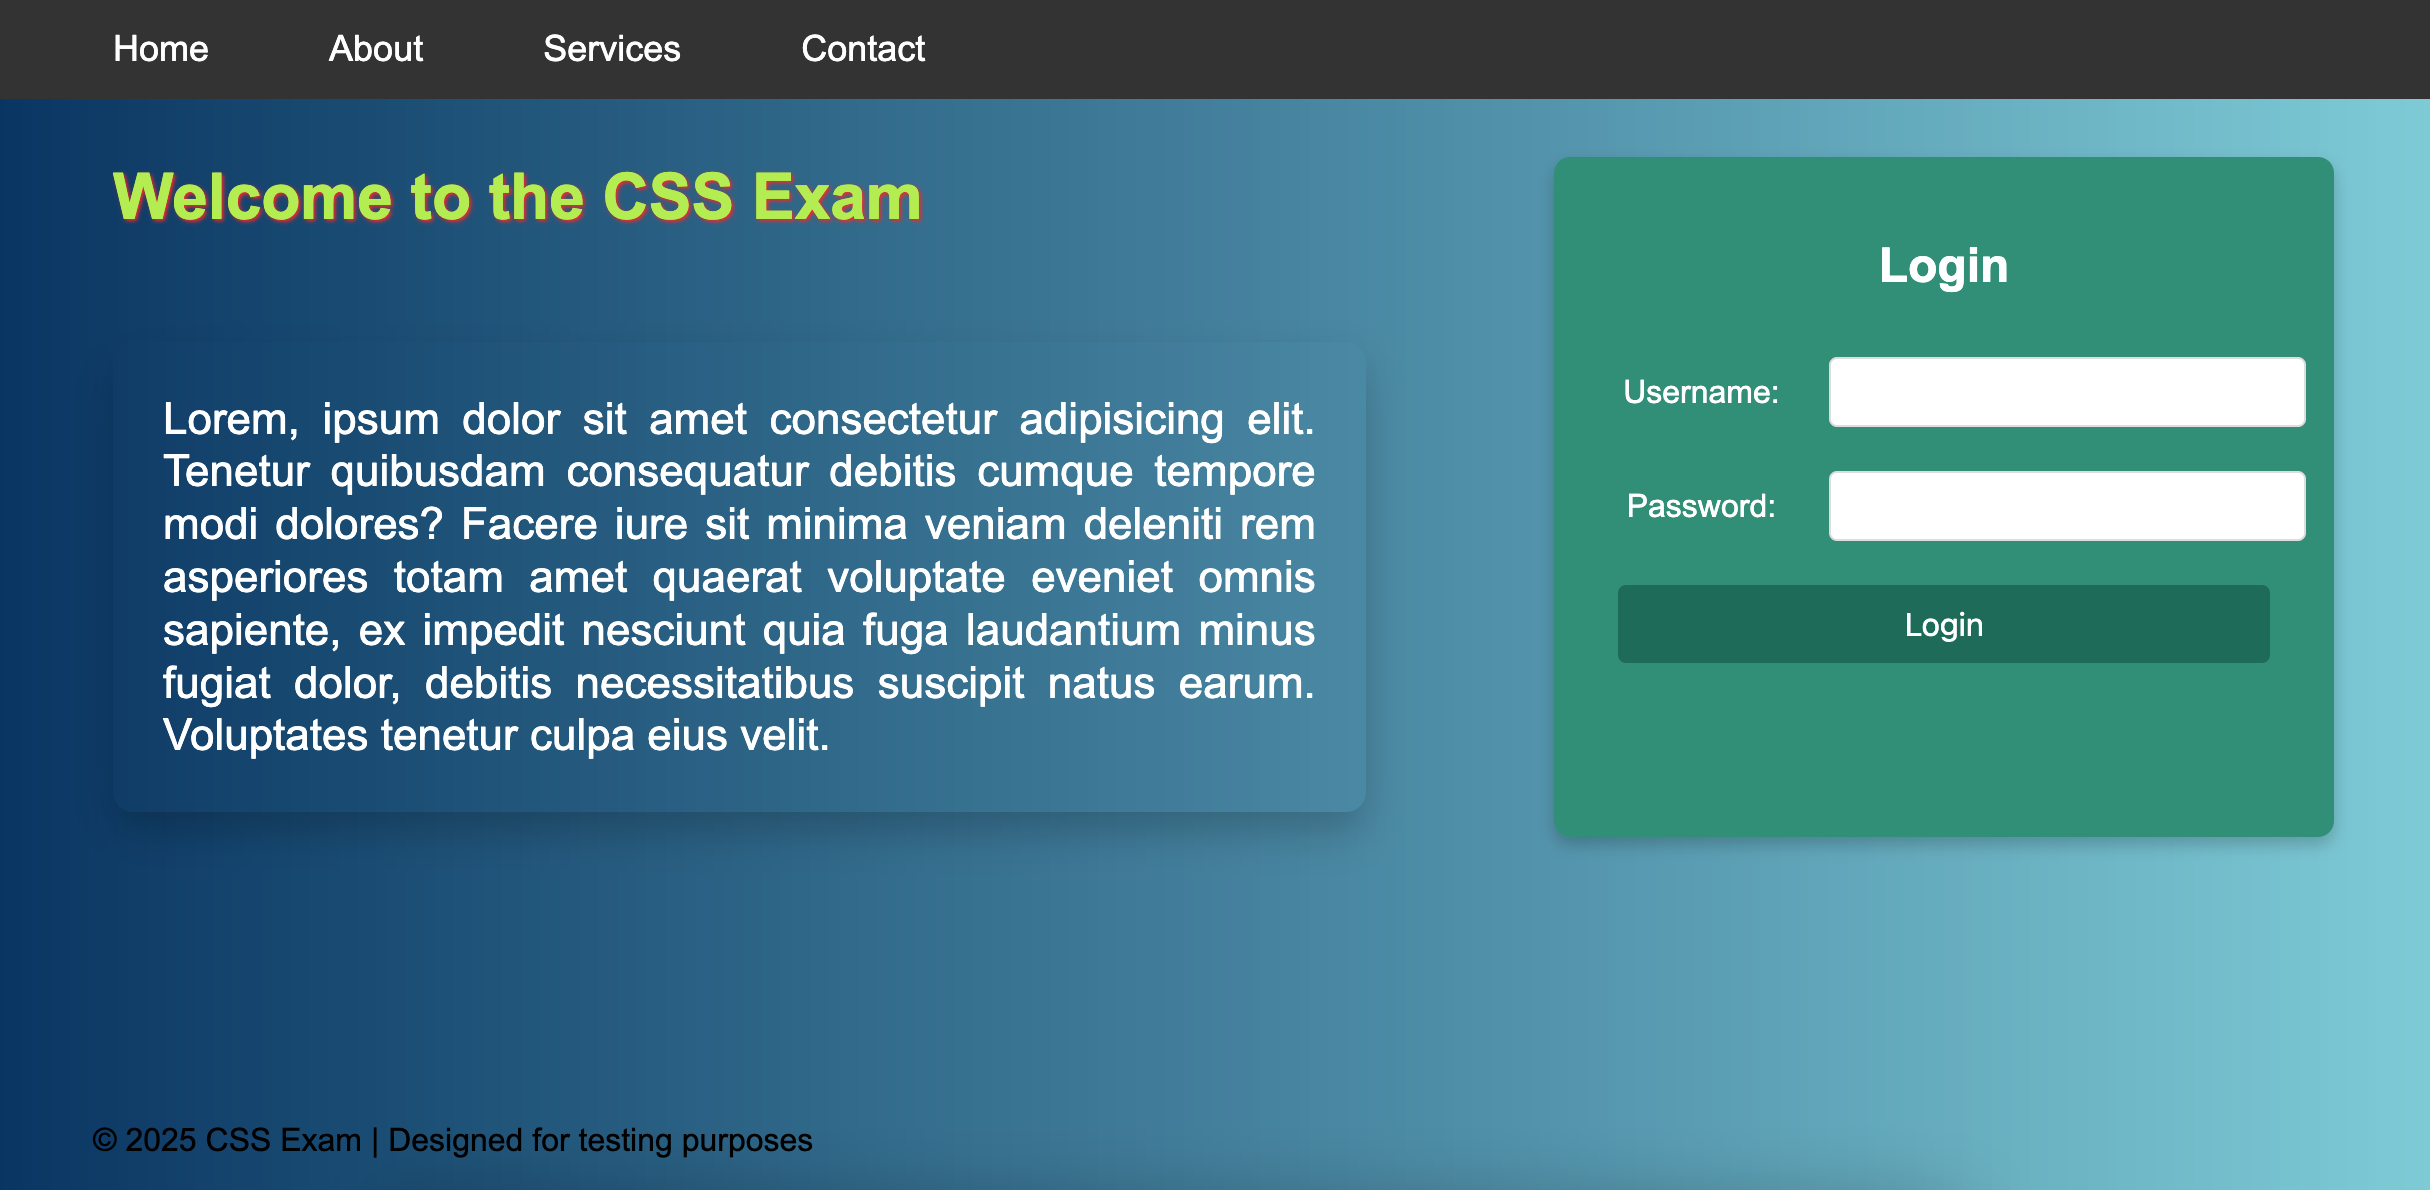 Home About Services Contact
Welcome to the CSS Exam
Lorem, ipsum dolor sit amet consectetur adipisicing elit.
Tenetur quibusdam consequatur debitis cumque tempore
modi dolores? Facere iure sit minima veniam deleniti rem
asperiores totam amet quaerat voluptate eveniet omnis
sapiente, ex impedit nesciunt quia fuga laudantium minus
fugiat dolor, debitis necessitatibus suscipit natus earum.
Voluptates tenetur culpa eius velit.
Login
Username:
Password:
Login
© 2025 CSS Exam | Designed for testing purposes